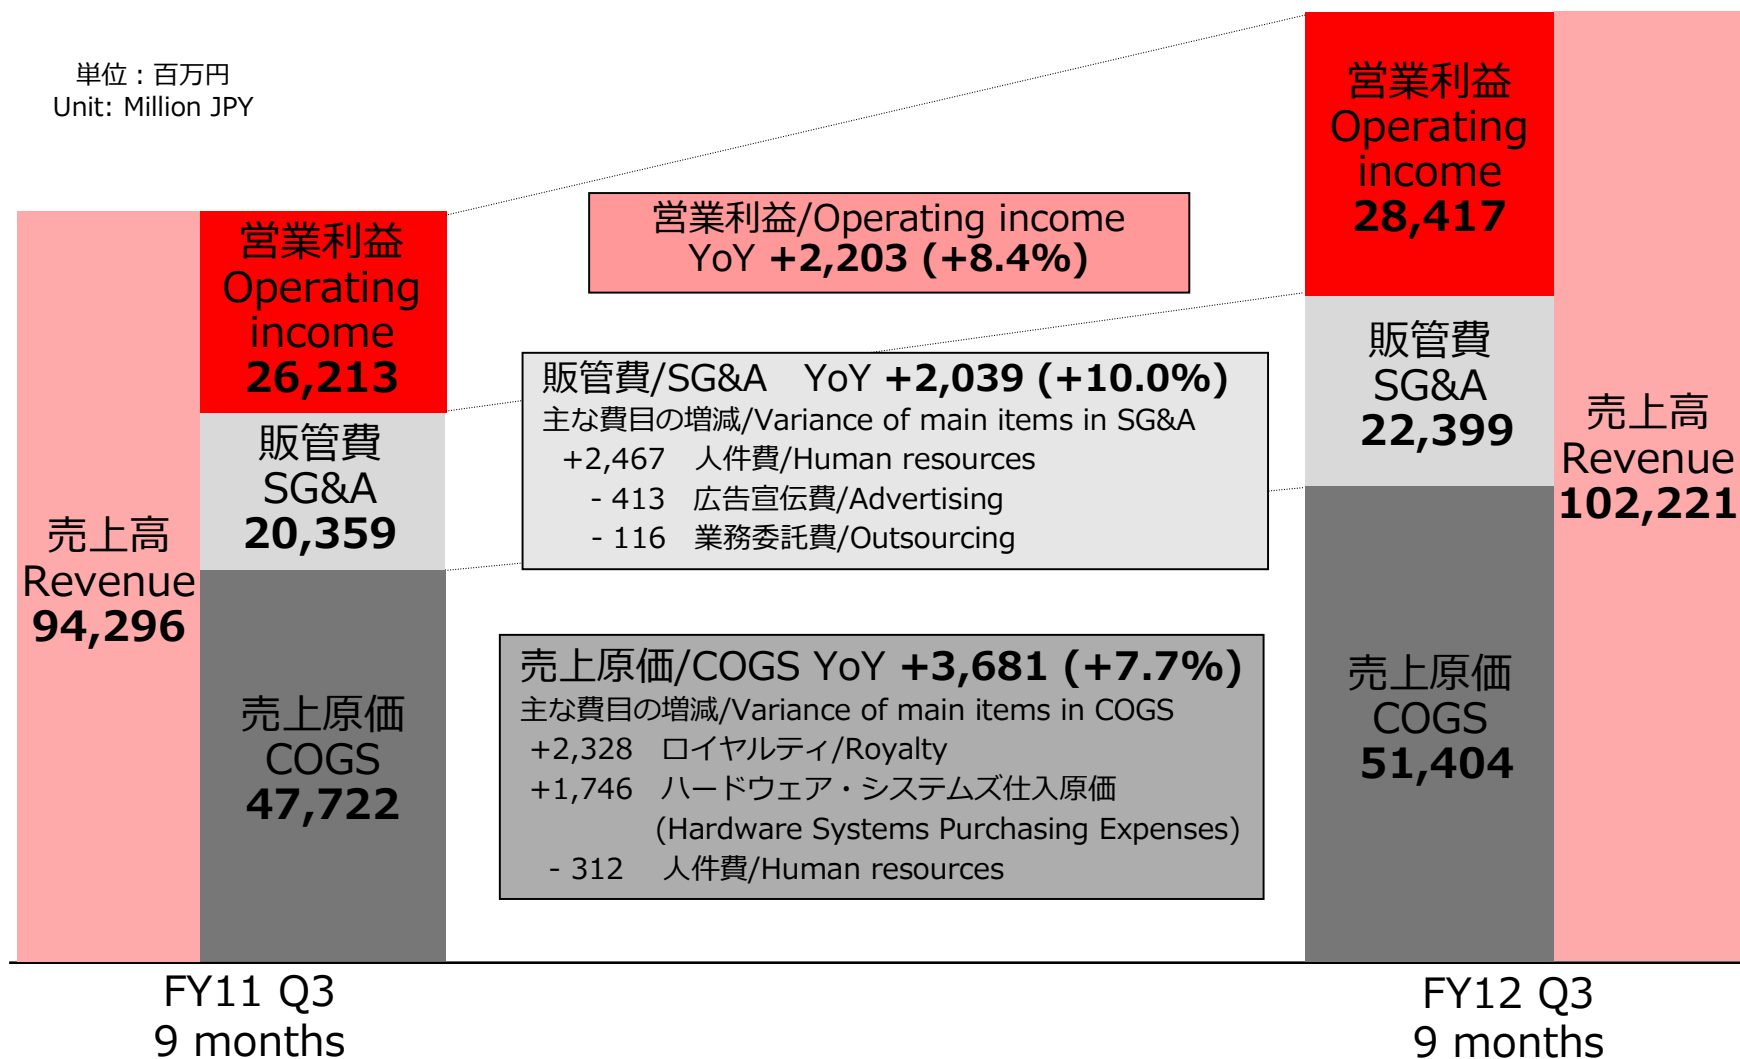 単位：百万円
Unit: Million JPY
営業利益
Operating
income
26,213
販管費
SG&A
20,359
売上高
Revenue
94,296
売上原価
COGS
47,722
FY11 Q3
9 months
営業利益/Operating income
YoY +2,203 (+8.4%)
販管費/SG&A YoY +2,039 (+10.0%)
主な費目の増減/Variance of main items in SG&A
+2,467 人件費/Human resources
- 413 広告宣伝費/Advertising
- 116 業務委託費/Outsourcing
売上原価/COGS YoY +3,681 (+7.7%)
主な費目の増減/Variance of main items in COGS
+2,328 ロイヤルティ/Royalty
+1,746 ハードウェア・システムズ仕入原価
(Hardware Systems Purchasing Expenses)
- 312 人件費/Human resources
営業利益
Operating
income
28,417
販管費
SG&A
22,399
売上高
Revenue
102,221
売上原価
COGS
51,404
FY12 Q3
9 months